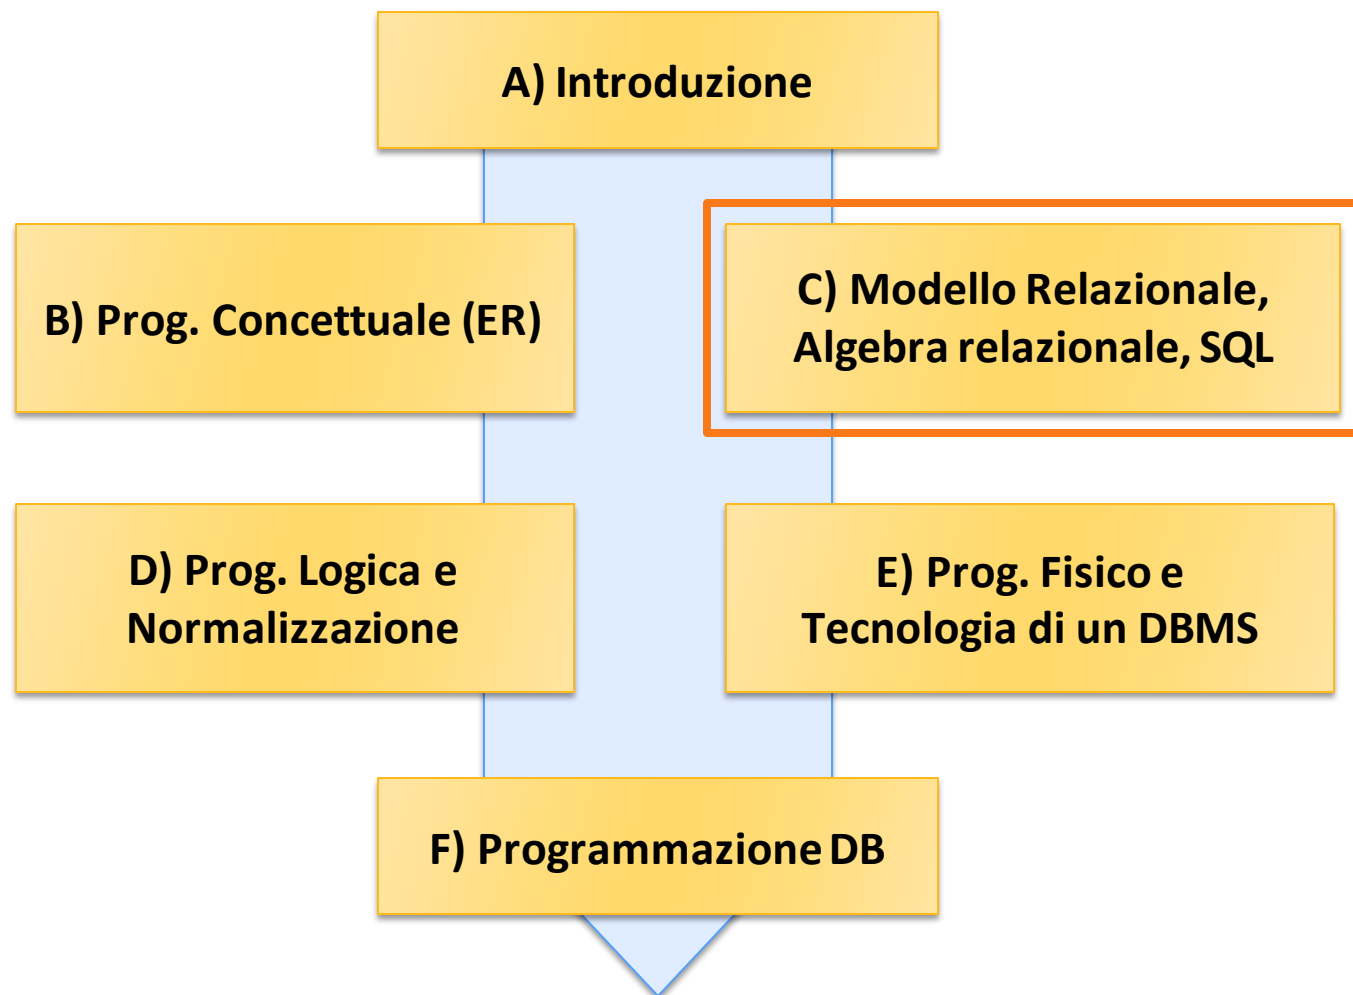 A) Introduzione
B) Prog. Concettuale (ER)
C) Modello Relazionale,
Algebra relazionale, SQL
D) Prog. Logica e
Normalizzazione
E) Prog. Fisico e
Tecnologia di un DBMS
F) Programmazione DB